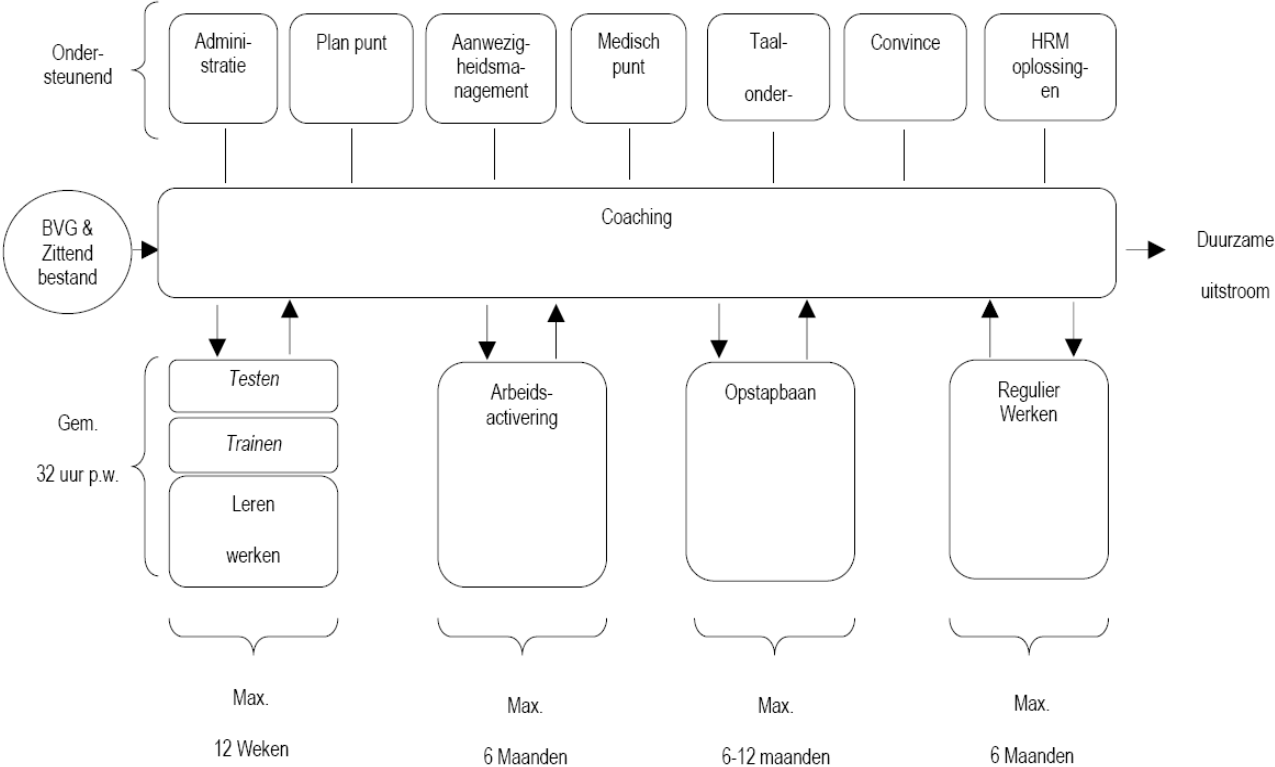 Onder-
steunend
Admini-
stratie
Plan punt
Aanwezig-
heidsma-
nagement
Medisch
punt
Taal-
onder-
Convince
HRM
oplossing-
en
BVG &
Zittend
bestand
Coaching
Duurzame
uitstroom
Gem.
32 uur p.w.
Testen
Trainen
Leren
werken
Arbeids-
activering
Opstapbaan
Regulier
Werken
Max.
12 Weken
Max.
6 Maanden
Max.
6-12 maanden
Max.
6 Maanden